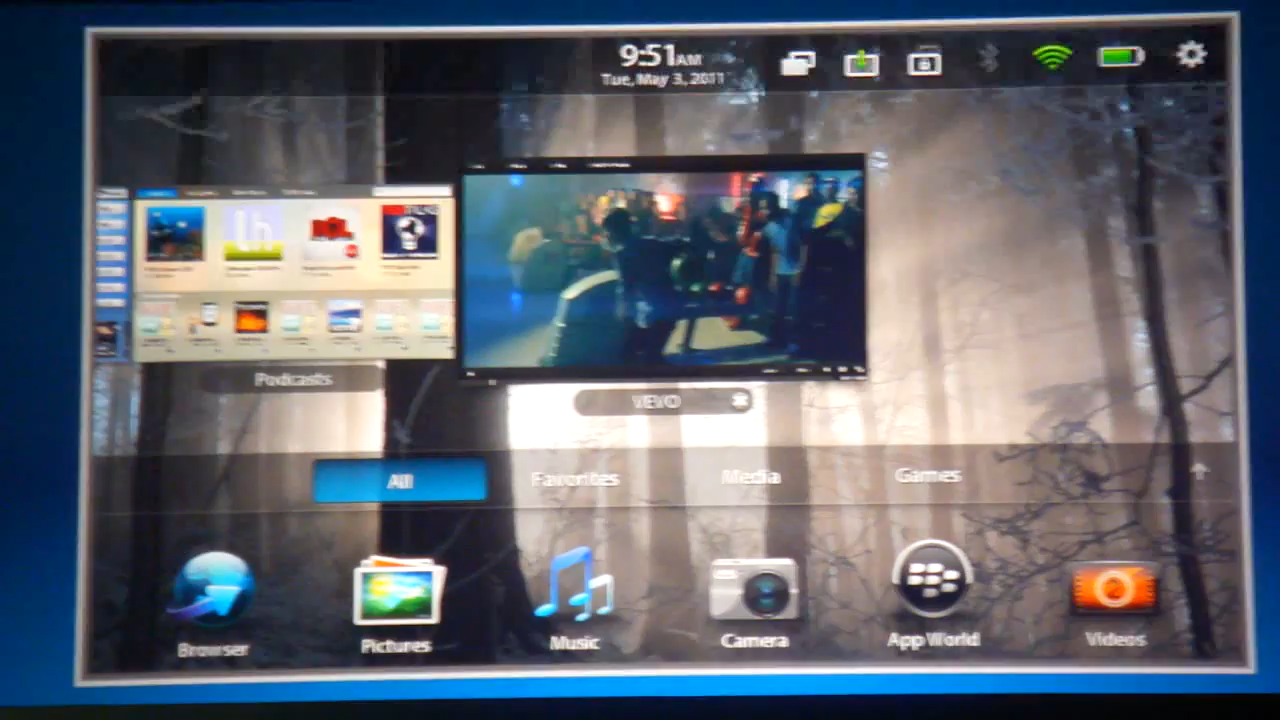 9:51AM
Tue, May 3, 2011
Podcasts
VEVO
All
Favorites
Media
Games
Browser
Pictures
Music
Camera
App World
Videos